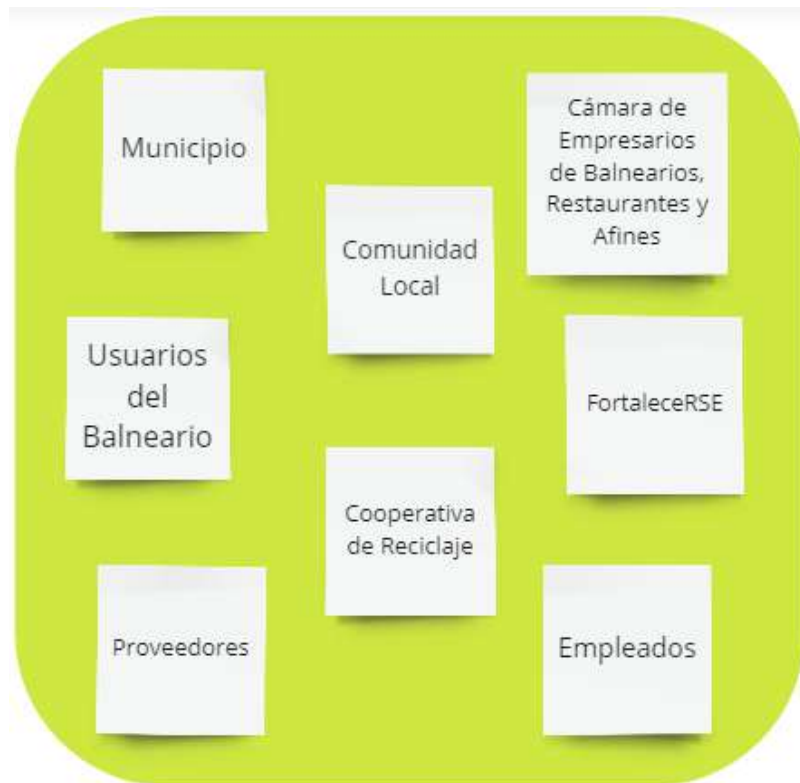 Municipio
Cámara de
Empresarios
de Balnearios,
Restaurantes y
Afines
Comunidad
Local
Usuarios
del
Balneario
FortaleceRSE
Cooperativa
de Reciclaje
Proveedores
Empleados